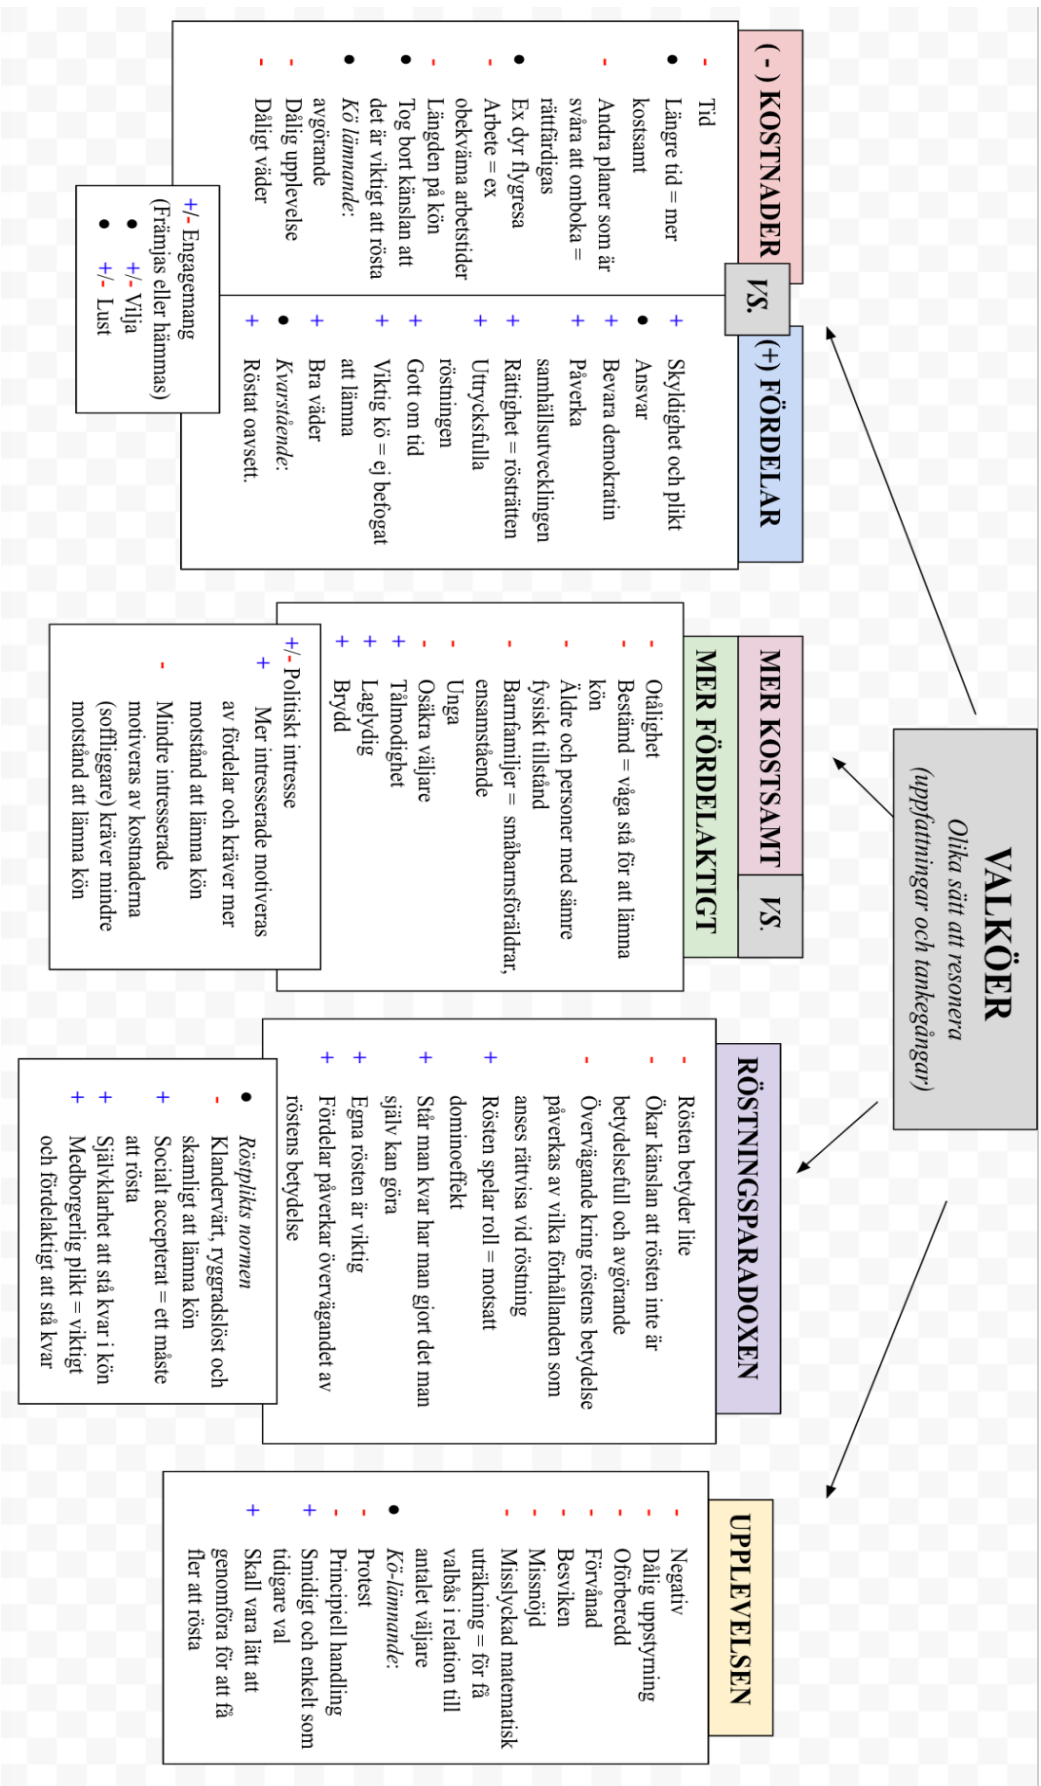 VALKÖER
Olika sätt att resonera
(uppfattningar och tankegångar)
( - ) KOSTNADER
VS.
(+) FÖRDELAR
- Tid
● Längre tid = mer
kostsamt
- Andra planer som är
svåra att omboka =
rättfärdigas
● Ex dyr flygresa
- Arbete = ex
obekväma arbetstider
- Längden på kön
● Tog bort känslan att
det är viktigt att rösta
● Kö lämnande:
avgörande
- Dålig upplevelse
- Dåligt väder
+ Skyldighet och plikt
● Ansvar
+ Bevara demokratin
+ Påverka
samhällsutvecklingen
+ Rättighet = rösträtten
+ Uttrycksfulla
röstningen
+ Gott om tid
+ Viktig kö = ej befogat
att lämna
+ Bra väder
● Kvarstående:
+ Röstat oavsett.
+/- Engagemang
(Främjas eller hämmas)
● +/- Vilja
● +/- Lust
MER KOSTSAMT
VS.
MER FÖRDELAKTIGT
- Otålighet
- Bestämd = våga stå för att lämna
kön
- Äldre och personer med sämre
fysiskt tillstånd
- Barnfamiljer = småbarnsföräldrar,
ensamstående
- Unga
- Osäkra väljare
+ Tålmodighet
+ Laglydig
+ Brydd
+/- Politiskt intresse
+ Mer intresserade motiveras
av fördelar och kräver mer
motstånd att lämna kön
- Mindre intresserade
motiveras av kostnaderna
(soffliggare) kräver mindre
motstånd att lämna kön
RÖSTNINGSPARADOXEN
- Rösten betyder lite
- Ökar känslan att rösten inte är
betydelsefull och avgörande
- Övervägande kring röstens betydelse
påverkas av vilka förhållanden som
anses rättvisa vid röstning
+ Rösten spelar roll = motsatt
dominoeffekt
+ Står man kvar har man gjort det man
själv kan göra
+ Egna rösten är viktig
+ Fördelar påverkar övervägandet av
röstens betydelse
● Röstplikts normen
- Klandervärt, ryggradslöst och
skamligt att lämna kön
+ Socialt accepterat = ett måste
att rösta
+ Självklarhet att stå kvar i kön
+ Medborgerlig plikt = viktigt
och fördelaktigt att stå kvar
UPPLEVELSEN
- Negativ
- Dålig uppstyrning
- Oförberedd
- Förvånad
- Besviken
- Missnöjd
- Misslyckad matematisk
uträkning = för få
valbås i relation till
antalet väljare
● Kö-lämnande:
- Protest
- Principiell handling
+ Smidigt och enkelt som
tidigare val
+ Skall vara lätt att
genomföra för att få
fler att rösta